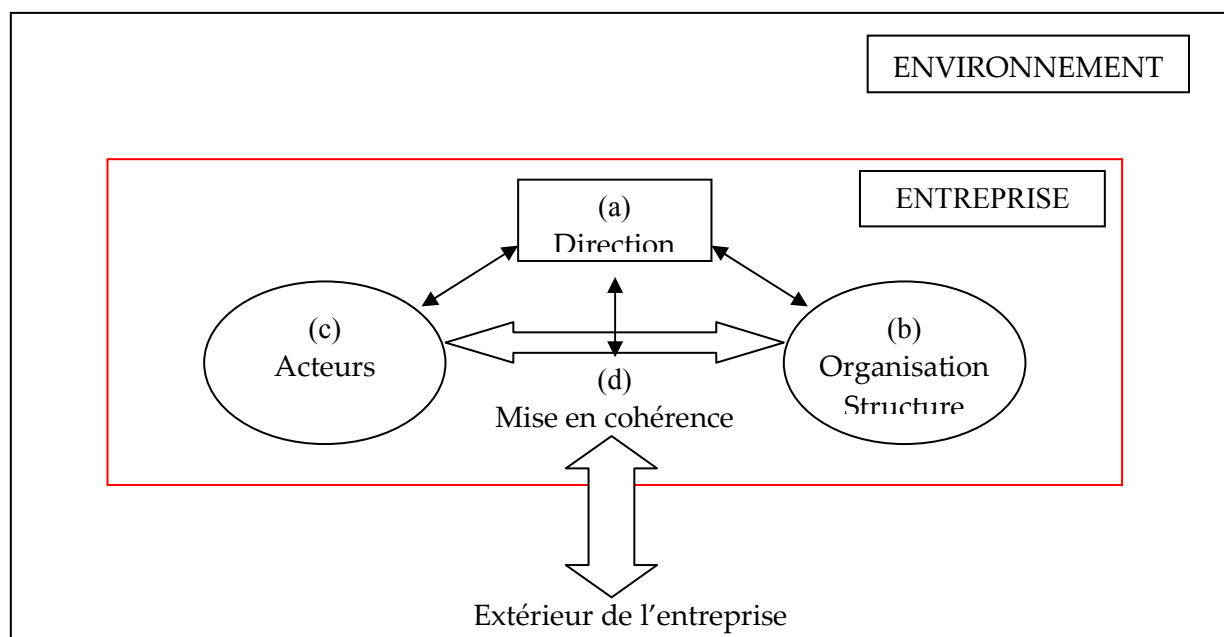 ENVIRONNEMENT
ENTREPRISE
(a)
Direction
(c)
Acteurs
(b)
Organisation
Structure
(d)
Mise en cohérence
Extérieur de l’entreprise